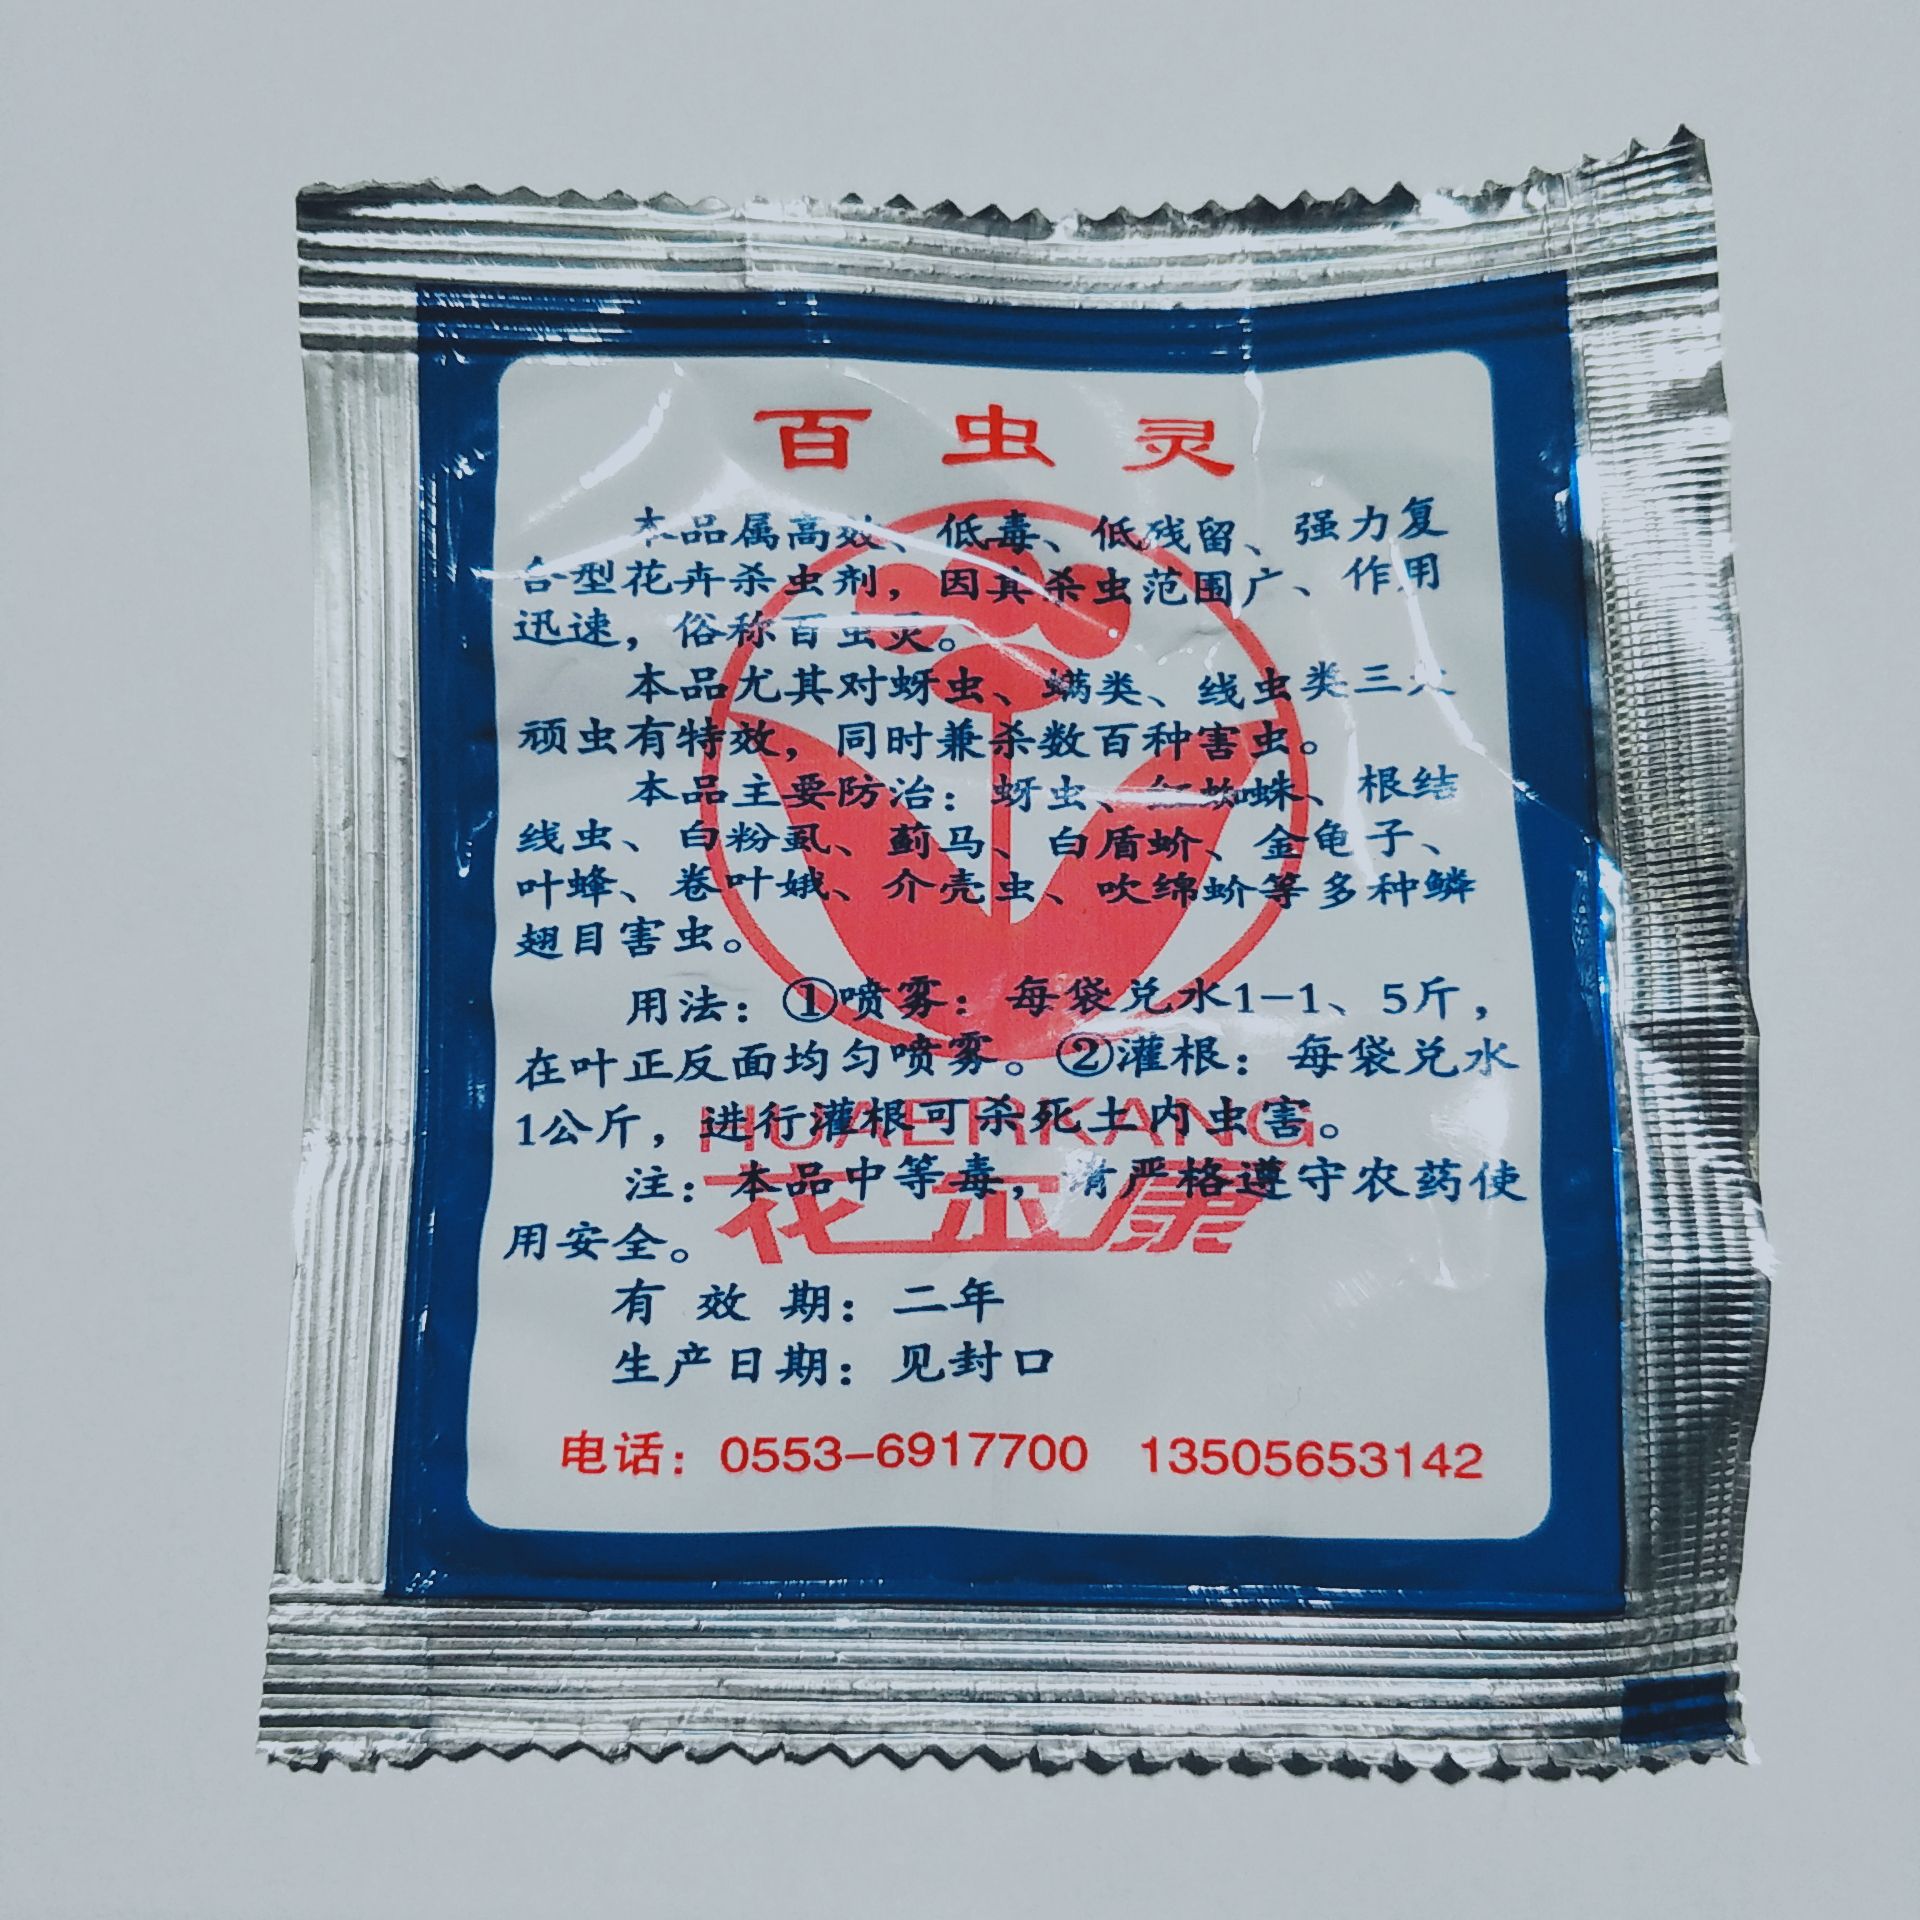 百虫灵
本品属高效、低毒、低残留、强力复
合型花卉杀虫剂，因其杀虫范围广、作用
迅速，俗称百虫灵。
本品尤其对蚜虫、螨类、线虫类三大
顽虫有特效，同时兼杀数百种害虫。
本品主要防治：蚜虫、红蜘蛛、根结
线虫、白粉虱、蓟马、白盾蚧、金龟子、
叶蜂、卷叶娥、介壳虫、吹绵蚧等多种鳞
翅目害虫。
用法：①喷雾：每袋兑水1-1、5斤，
在叶正反面均匀喷雾。②灌根：每袋兑水
1公斤，进行灌根可杀死土内虫害。
HUAERKANG
注：本品中等毒，请严格遵守农药使
花尔康
用安全。
有效期：二年
生产日期：见封口
电话：0553-6917700 13505653142